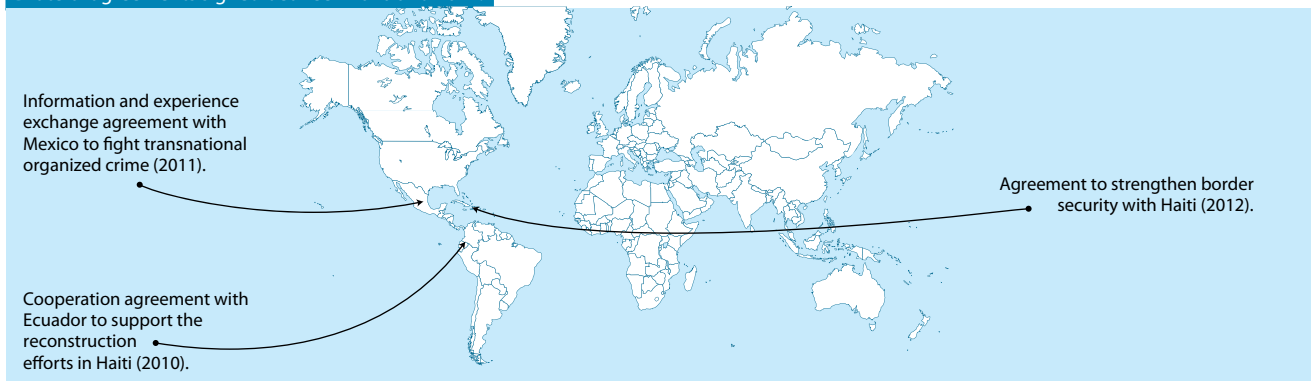 Information and experience
exchange agreement with
Mexico to fight transnational
organized crime (2011).
Agreement to strengthen border
security with Haiti (2012).
Cooperation agreement with
Ecuador to support the
reconstruction
efforts in Haiti (2010).